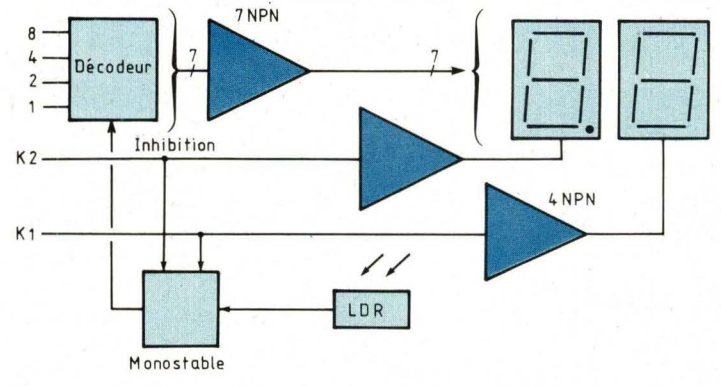 7 NPN
8
4
2
1
Décodeur
7
7
Inhibition
K2
K1
4 NPN
LDR
Monostable